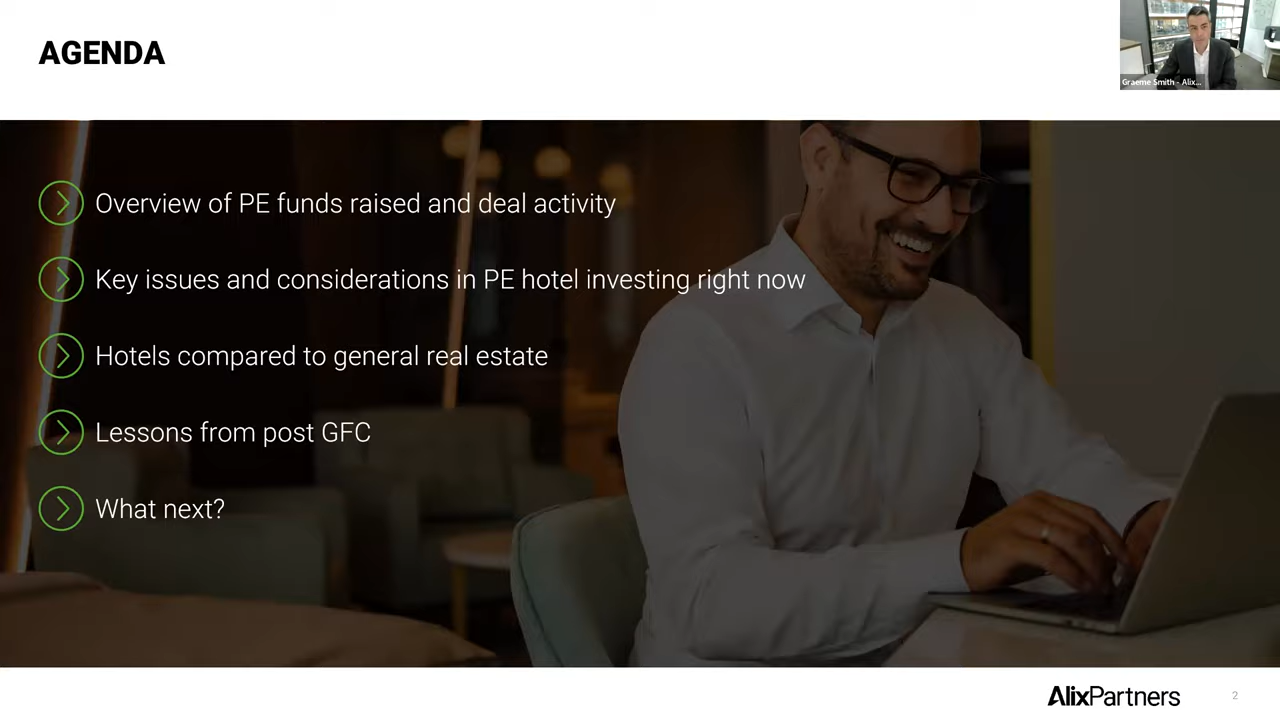 AGENDA
Graeme Smith - Alix...
Overview of PE funds raised and deal activity
Key issues and considerations in PE hotel investing right now
Hotels compared to general real estate
Lessons from post GFC
What next?
AlixPartners
2